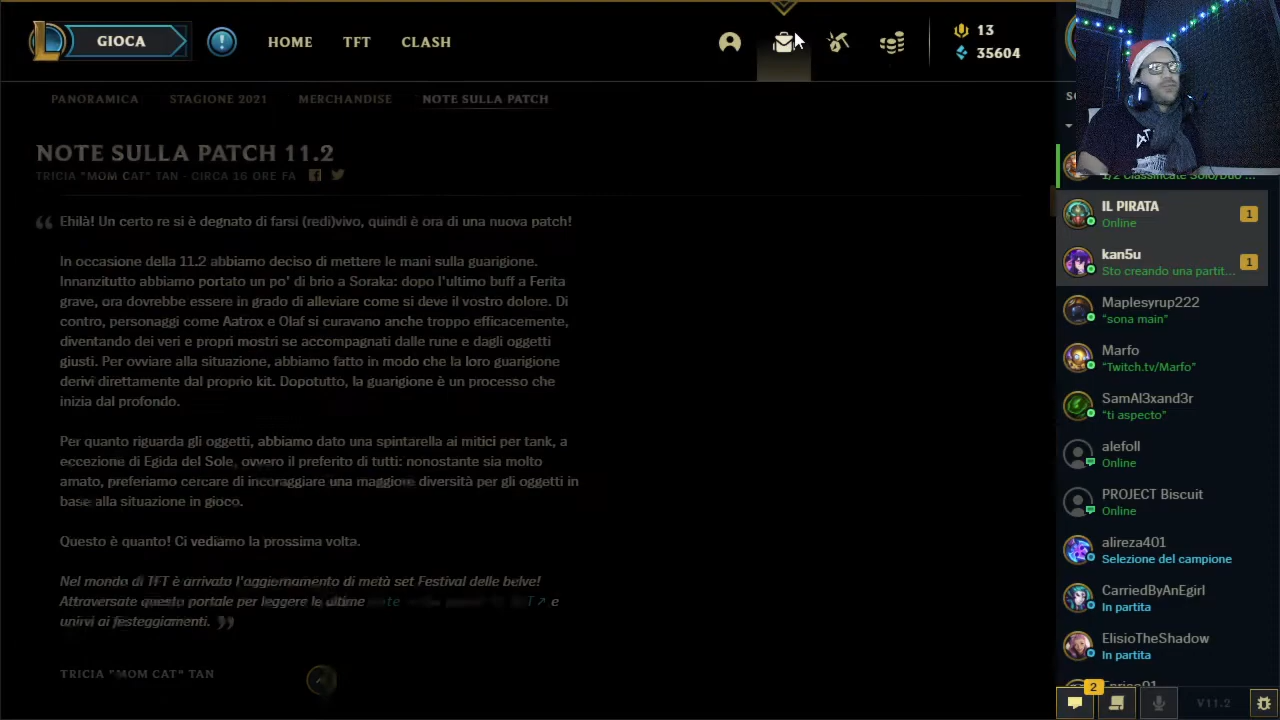 GIOCA
HOME
TFT
CLASH
13
35604
PANORAMICA
STAGIONE 2021
MERCHANDISE
NOTE SULLA PATCH
NOTE SULLA PATCH 11.2
TRICIA "MOM CAT" TAN - CIRCA 16 ORE FA
Ehilà! Un certo re si è degnato di farsi (redi)vivo, quindi è ora di una nuova patch!
In occasione della 11.2 abbiamo deciso di mettere le mani sulla guarigione.
Innanzitutto abbiamo portato un po' di brio a Soraka: dopo l'ultimo buff a Ferita
grave, ora dovrebbe essere in grado di alleviare come si deve il vostro dolore. Di
contro, personaggi come Aatrox e Olaf si curavano anche troppo efficacemente,
diventando dei veri e propri mostri se accompagnati dalle rune e dagli oggetti
giusti. Per ovviare alla situazione, abbiamo fatto in modo che la loro guarigione
derivi direttamente dal proprio kit. Dopotutto, la guarigione è un processo che
inizia dal profondo.
Per quanto riguarda gli oggetti, abbiamo dato una spintarella ai mitici per tank, a
eccezione di Egida del Sole, ovvero il preferito di tutti: nonostante sia molto
amato, preferiamo cercare di incoraggiare una maggiore diversità per gli oggetti in
base alla situazione in gioco.
Questo è quanto! Ci vediamo la prossima volta.
Nel mondo di TFT è arrivato l'aggiornamento di metà set Festival delle belve!
Attraversate questo portale per leggere le ultime note e
unirvi ai festeggiamenti.
TRICIA "MOM CAT" TAN
1/2 Classificate Solo/Duo ...
IL PIRATA
Online
1
kan5u
Sto creando una partit...
1
Maplesyrup222
"sona main"
Marfo
"Twitch.tv/Marfo"
SamAl3xand3r
"ti aspecto"
alefoll
Online
PROJECT Biscuit
Online
alireza401
Selezione del campione
CarriedByAnEgirl
In partita
ElisioTheShadow
In partita
2
V11.2